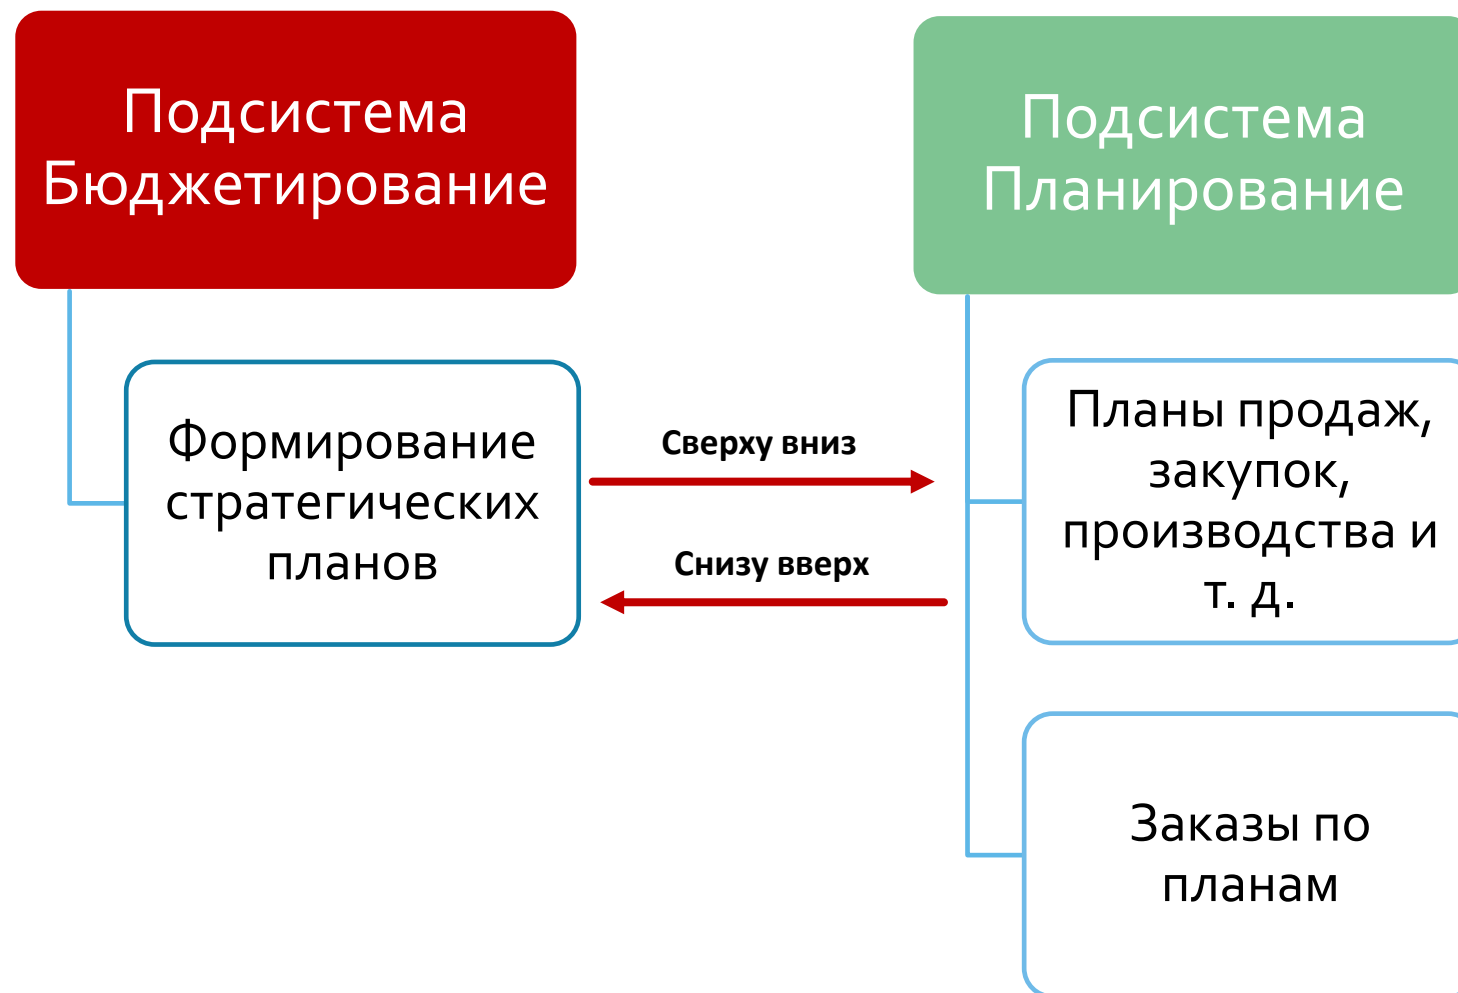 Подсистема
Бюджетирование
Подсистема
Планирование
Формирование
стратегических
планов
Сверху вниз
Снизу вверх
Планы продаж,
закупок,
производства и
т. д.
Заказы по
планам